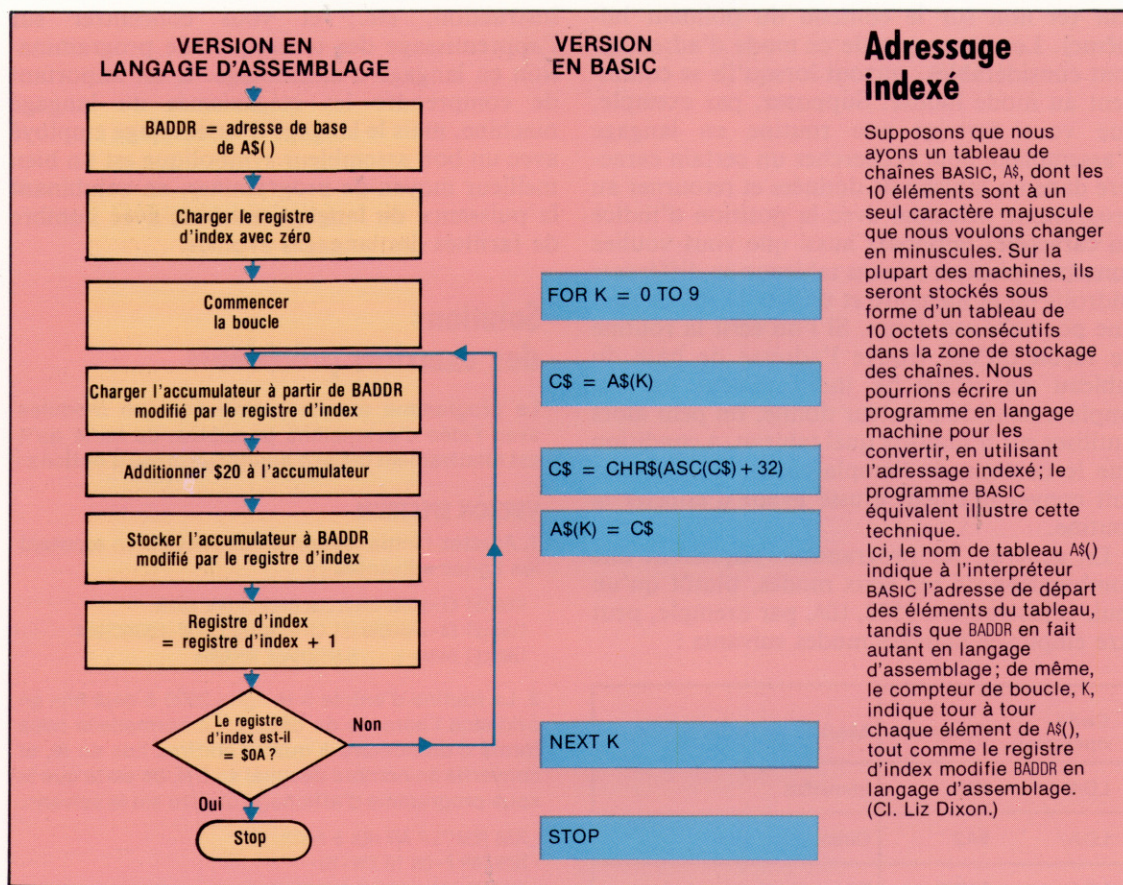 VERSION EN
LANGAGE D'ASSEMBLAGE
BADDR = adresse de base
de A$()
Charger le registre
d'index avec zéro
Commencer
la boucle
Charger l'accumulateur à partir de BADDR
modifié par le registre d'index
Additionner $20 à l'accumulateur
Stocker l'accumulateur à BADDR
modifié par le registre d'index
Registre d'index
= registre d'index + 1
Le registre
d'index est-il
= $0A ?
Non
Oui
Stop
VERSION
EN BASIC
FOR K = 0 TO 9
C$ = A$(K)
C$ = CHR$(ASC(C$) + 32)
A$(K) = C$
NEXT K
STOP
Adressage
indexé
Supposons que nous
ayons un tableau de
chaînes BASIC, A$, dont les
10 éléments sont à un
seul caractère majuscule
que nous voulons changer
en minuscules. Sur la
plupart des machines, ils
seront stockés sous
forme d'un tableau de
10 octets consécutifs
dans la zone de stockage
des chaînes. Nous
pourrions écrire un
programme en langage
machine pour les
convertir, en utilisant
l'adressage indexé ; le
programme BASIC
équivalent illustre cette
technique.
Ici, le nom de tableau A$()
indique à l'interpréteur
BASIC l'adresse de départ
des éléments du tableau,
tandis que BADDR en fait
autant en langage
d'assemblage ; de même,
le compteur de boucle, K,
indique tour à tour
chaque élément de A$(),
tout comme le registre
d'index modifie BADDR en
langage d'assemblage.
(Cl. Liz Dixon.)